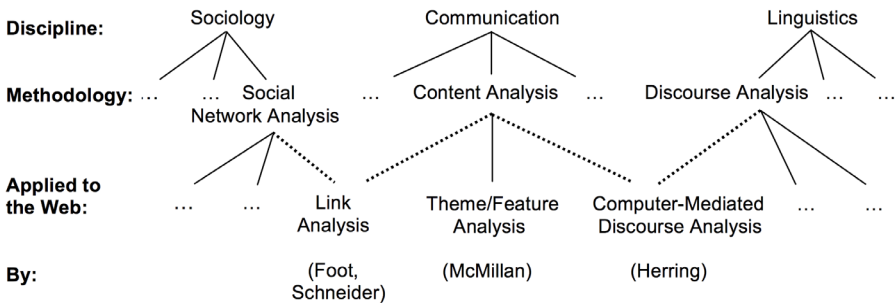 Discipline: Sociology Communication Linguistics
Methodology: ... ... Social Network Analysis ... Content Analysis ... Discourse Analysis ... ...
Applied to the Web: ... ... Link Analysis Theme/Feature Analysis Computer-Mediated Discourse Analysis ... ...
By: (Foot, Schneider) (McMillan) (Herring)